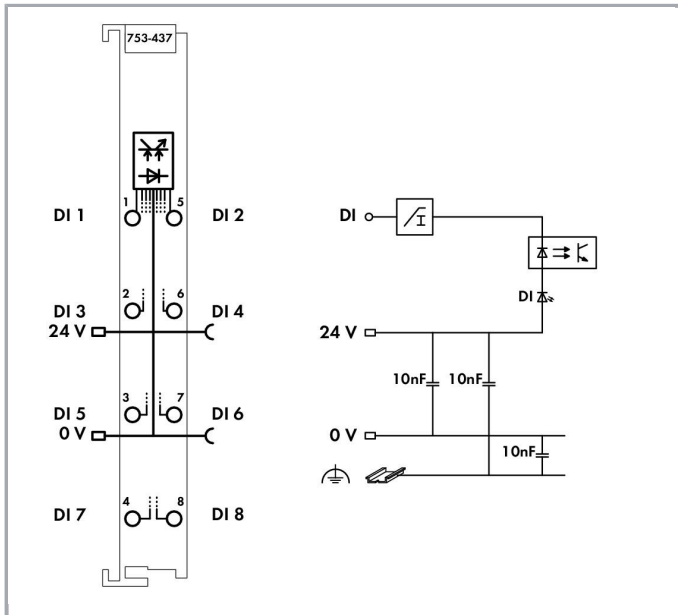 753-437
1 5
DI 1 DI 2
DI
2 6
DI
DI 3 DI 4
24 V
24 V
10nF 10nF
3 7
DI 5 DI 6
0 V
0 V
10nF
4 8
DI 7 DI 8